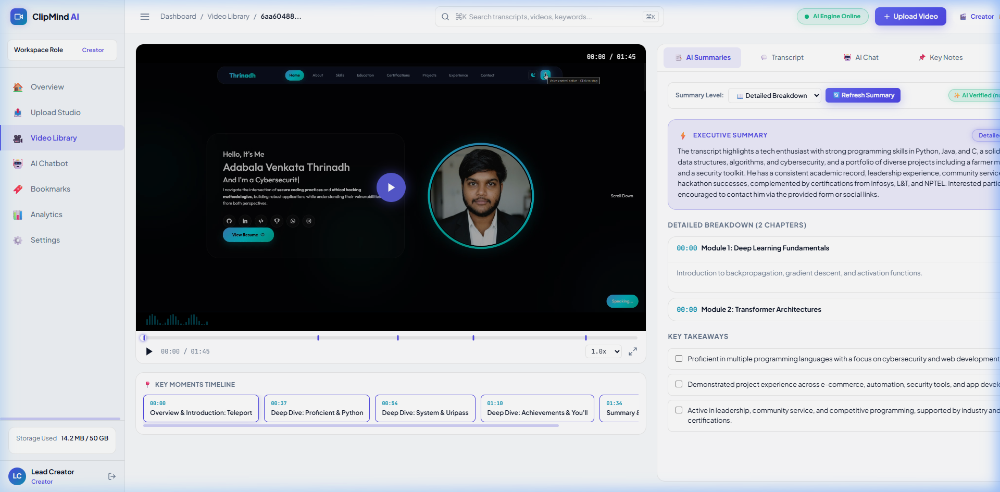 ClipMind AI
Dashboard / Video Library / 6aa60488...
⌘K Search transcripts, videos, keywords...
⌘K
AI Engine Online
+ Upload Video
Creator
Workspace Role
Creator
Overview
Upload Studio
Video Library
AI Chatbot
Bookmarks
Analytics
Settings
Storage Used 14.2 MB / 50 GB
LC
Lead Creator
Creator
00:00 / 01:45
Thrinadh
Home
About
Skills
Education
Certifications
Projects
Experience
Contact
Voice control active - Click to stop
Hello, It's Me
Adabala Venkata Thrinadh
And I'm a Cybersecurit|
I navigate the intersection of secure coding practices and ethical hacking
methodologies, building robust applications while understanding their vulnerabilities
from both perspectives.
View Resume
Scroll Down
Speaking...
00:00 / 01:45
1.0x
KEY MOMENTS TIMELINE
00:00
Overview & Introduction: Teleport
00:37
Deep Dive: Proficient & Python
00:54
Deep Dive: System & Uripass
01:10
Deep Dive: Achievements & You'll
01:34
Summary &
AI Summaries
Transcript
AI Chat
Key Notes
Summary Level:
Detailed Breakdown
Refresh Summary
AI Verified (nu
EXECUTIVE SUMMARY
Detaile
The transcript highlights a tech enthusiast with strong programming skills in Python, Java, and C, a solid
data structures, algorithms, and cybersecurity, and a portfolio of diverse projects including a farmer m
and a security toolkit. He has a consistent academic record, leadership experience, community service
hackathon successes, complemented by certifications from Infosys, L&T, and NPTEL. Interested partie
encouraged to contact him via the provided form or social links.
DETAILED BREAKDOWN (2 CHAPTERS)
00:00 Module 1: Deep Learning Fundamentals
Introduction to backpropagation, gradient descent, and activation functions.
00:00 Module 2: Transformer Architectures
KEY TAKEAWAYS
Proficient in multiple programming languages with a focus on cybersecurity and web development
Demonstrated project experience across e-commerce, automation, security tools, and app develo
Active in leadership, community service, and competitive programming, supported by industry and
certifications.